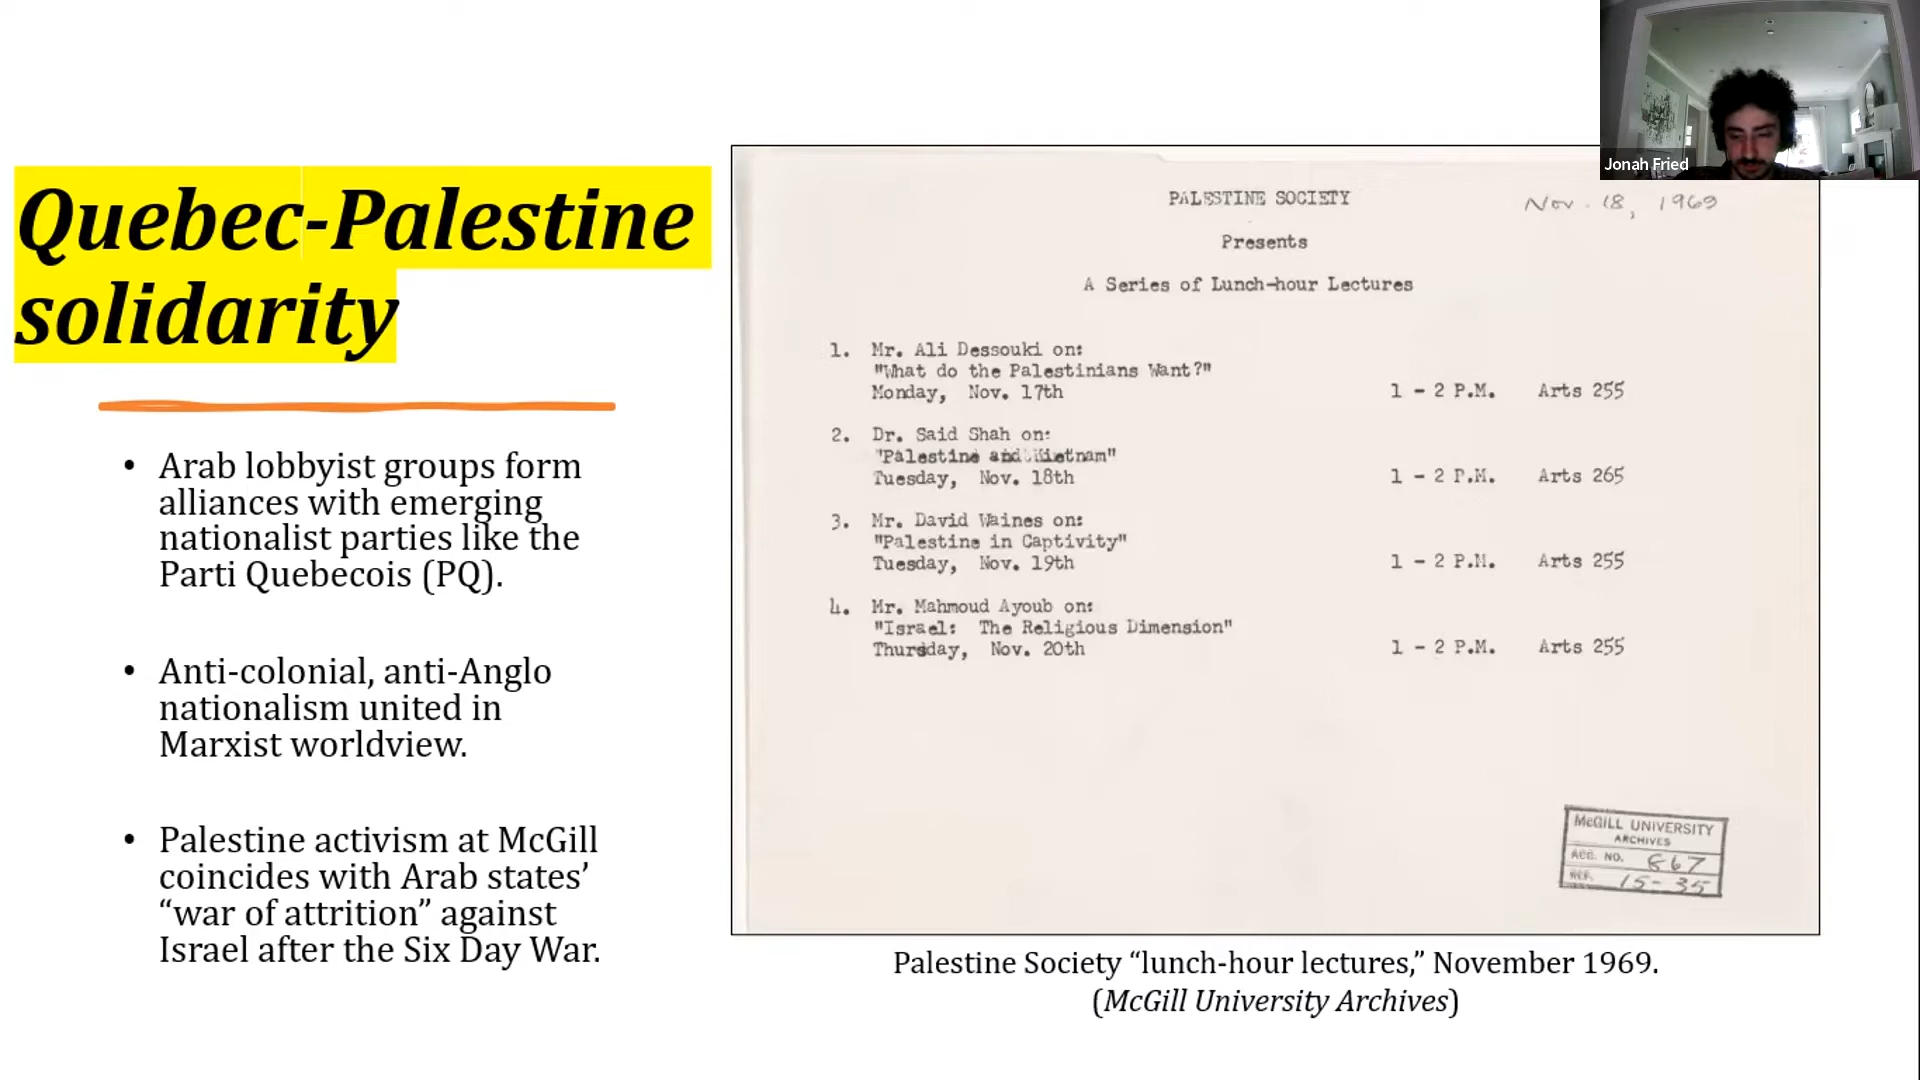 Jonah Fried
Quebec-Palestine
solidarity
• Arab lobbyist groups form
alliances with emerging
nationalist parties like the
Parti Quebecois (PQ).
• Anti-colonial, anti-Anglo
nationalism united in
Marxist worldview.
• Palestine activism at McGill
coincides with Arab states’
“war of attrition” against
Israel after the Six Day War.
PALESTINE SOCIETY
Nov. 18, 1969
Presents
A Series of Lunch-hour Lectures
1. Mr. Ali Dessouki on:
"What do the Palestinians Want?"
Monday, Nov. 17th 1 - 2 P.M. Arts 255
2. Dr. Said Shah on:
"Palestine and Vietnam"
Tuesday, Nov. 18th 1 - 2 P.M. Arts 265
3. Mr. David Waines on:
"Palestine in Captivity"
Tuesday, Nov. 19th 1 - 2 P.M. Arts 255
4. Mr. Mahmoud Ayoub on:
"Israel: The Religious Dimension"
Thursday, Nov. 20th 1 - 2 P.M. Arts 255
McGILL UNIVERSITY
ARCHIVES
ACC. NO. 867
REF. 15-35
Palestine Society “lunch-hour lectures,” November 1969.
(McGill University Archives)